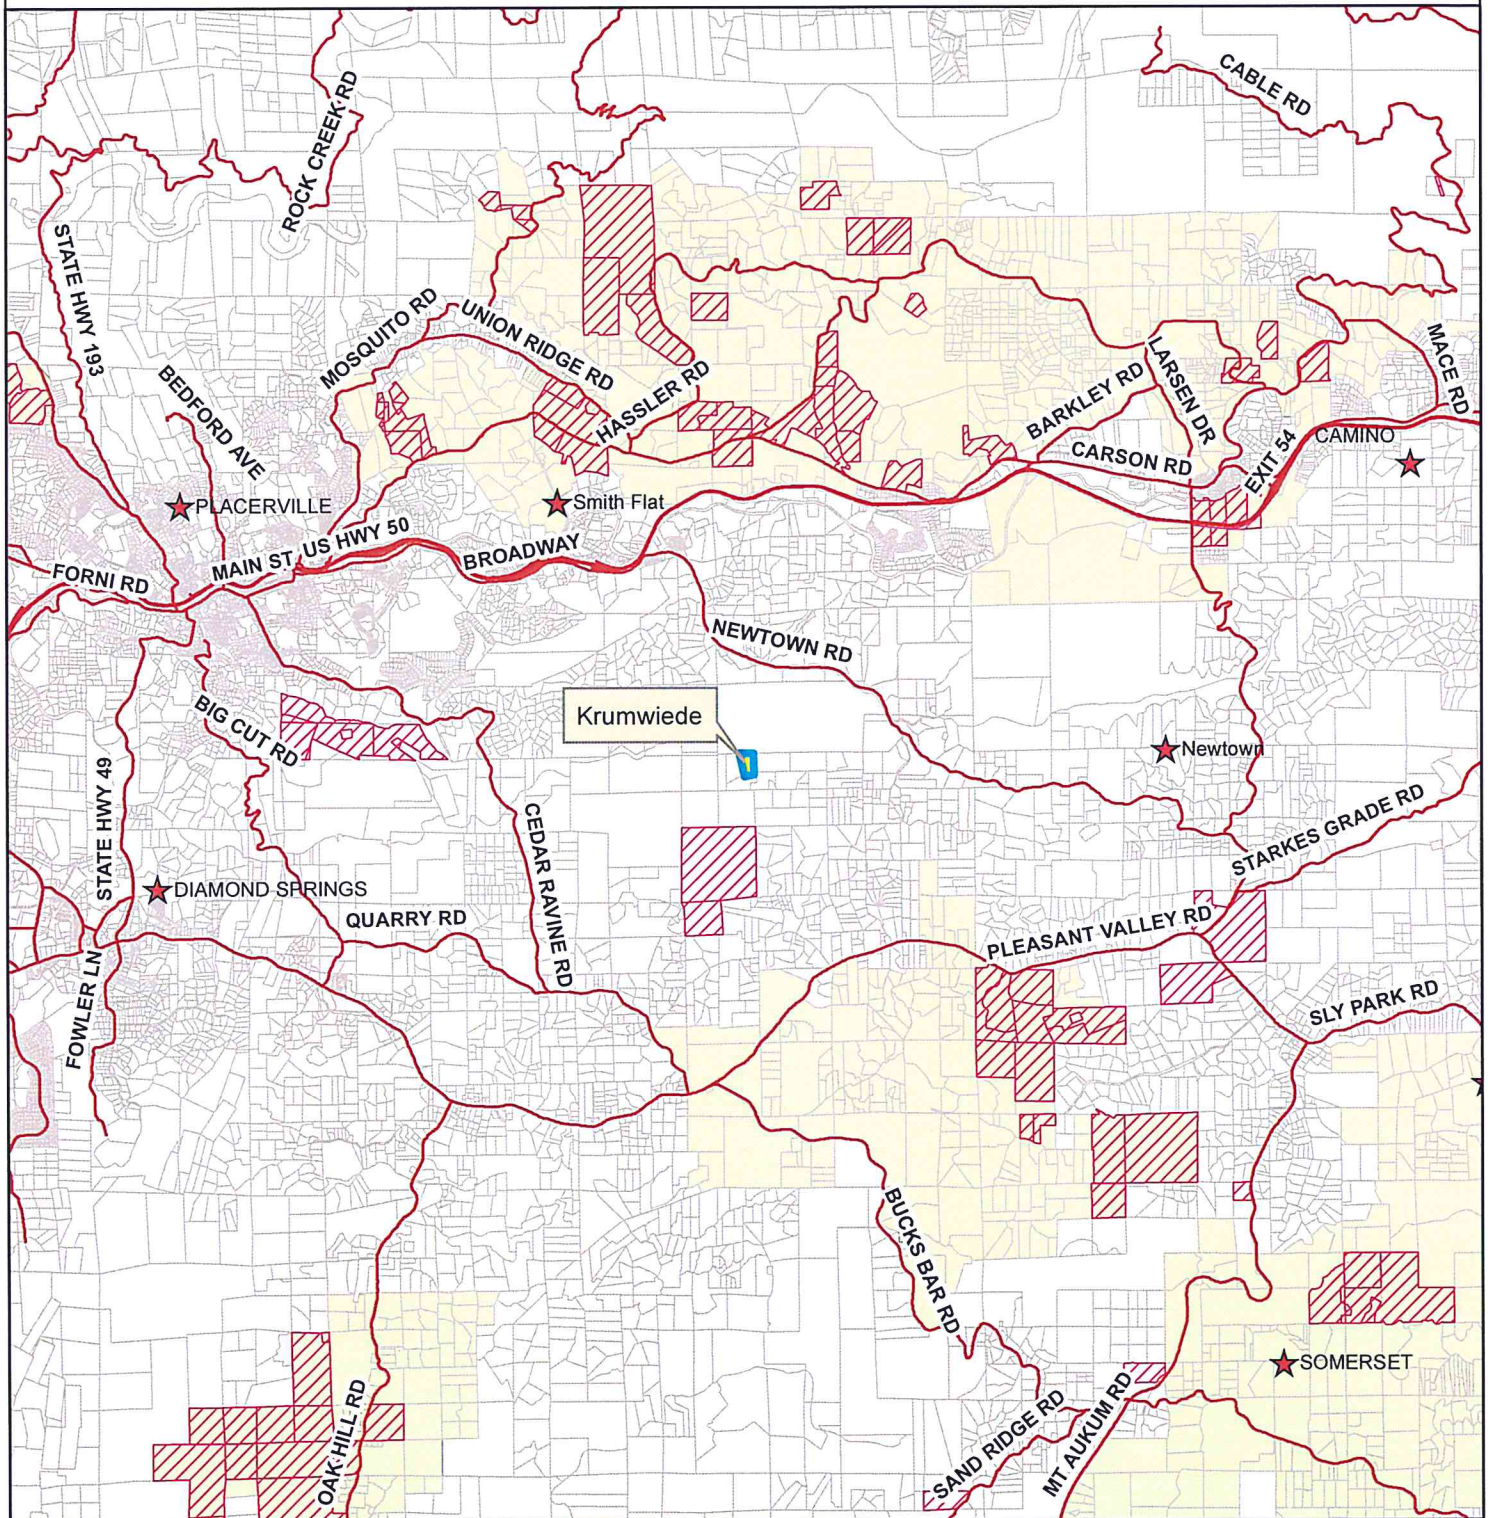 CABLE RD
ROCK CREEK RD
STATE HWY 193
MOSQUITO RD
UNION RIDGE RD
BEDFORD AVE
HASSLER RD
BARKLEY RD
LARSEN DR
MACE RD
CARSON RD
EXIT 54
CAMINO
PLACERVILLE
Smith Flat
MAIN ST
US HWY 50
BROADWAY
FORNI RD
NEWTOWN RD
Krumwiede
1
BIG CUT RD
Newtown
STATE HWY 49
CEDAR RAVINE RD
STARKES GRADE RD
DIAMOND SPRINGS
QUARRY RD
PLEASANT VALLEY RD
FOWLER LN
SLY PARK RD
BUCKS BAR RD
SOMERSET
OAK HILL RD
SAND RIDGE RD
MT AUKUM RD